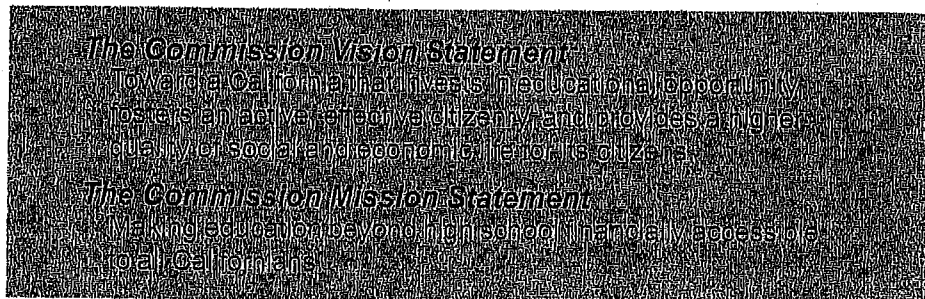 The Commission Vision Statement
Toward a California that invests in educational opportunity,
fosters an active, effective citizenry, and provides a higher
quality of social and economic life for its citizens.
The Commission Mission Statement
Making education beyond high school financially accessible
to all Californians.